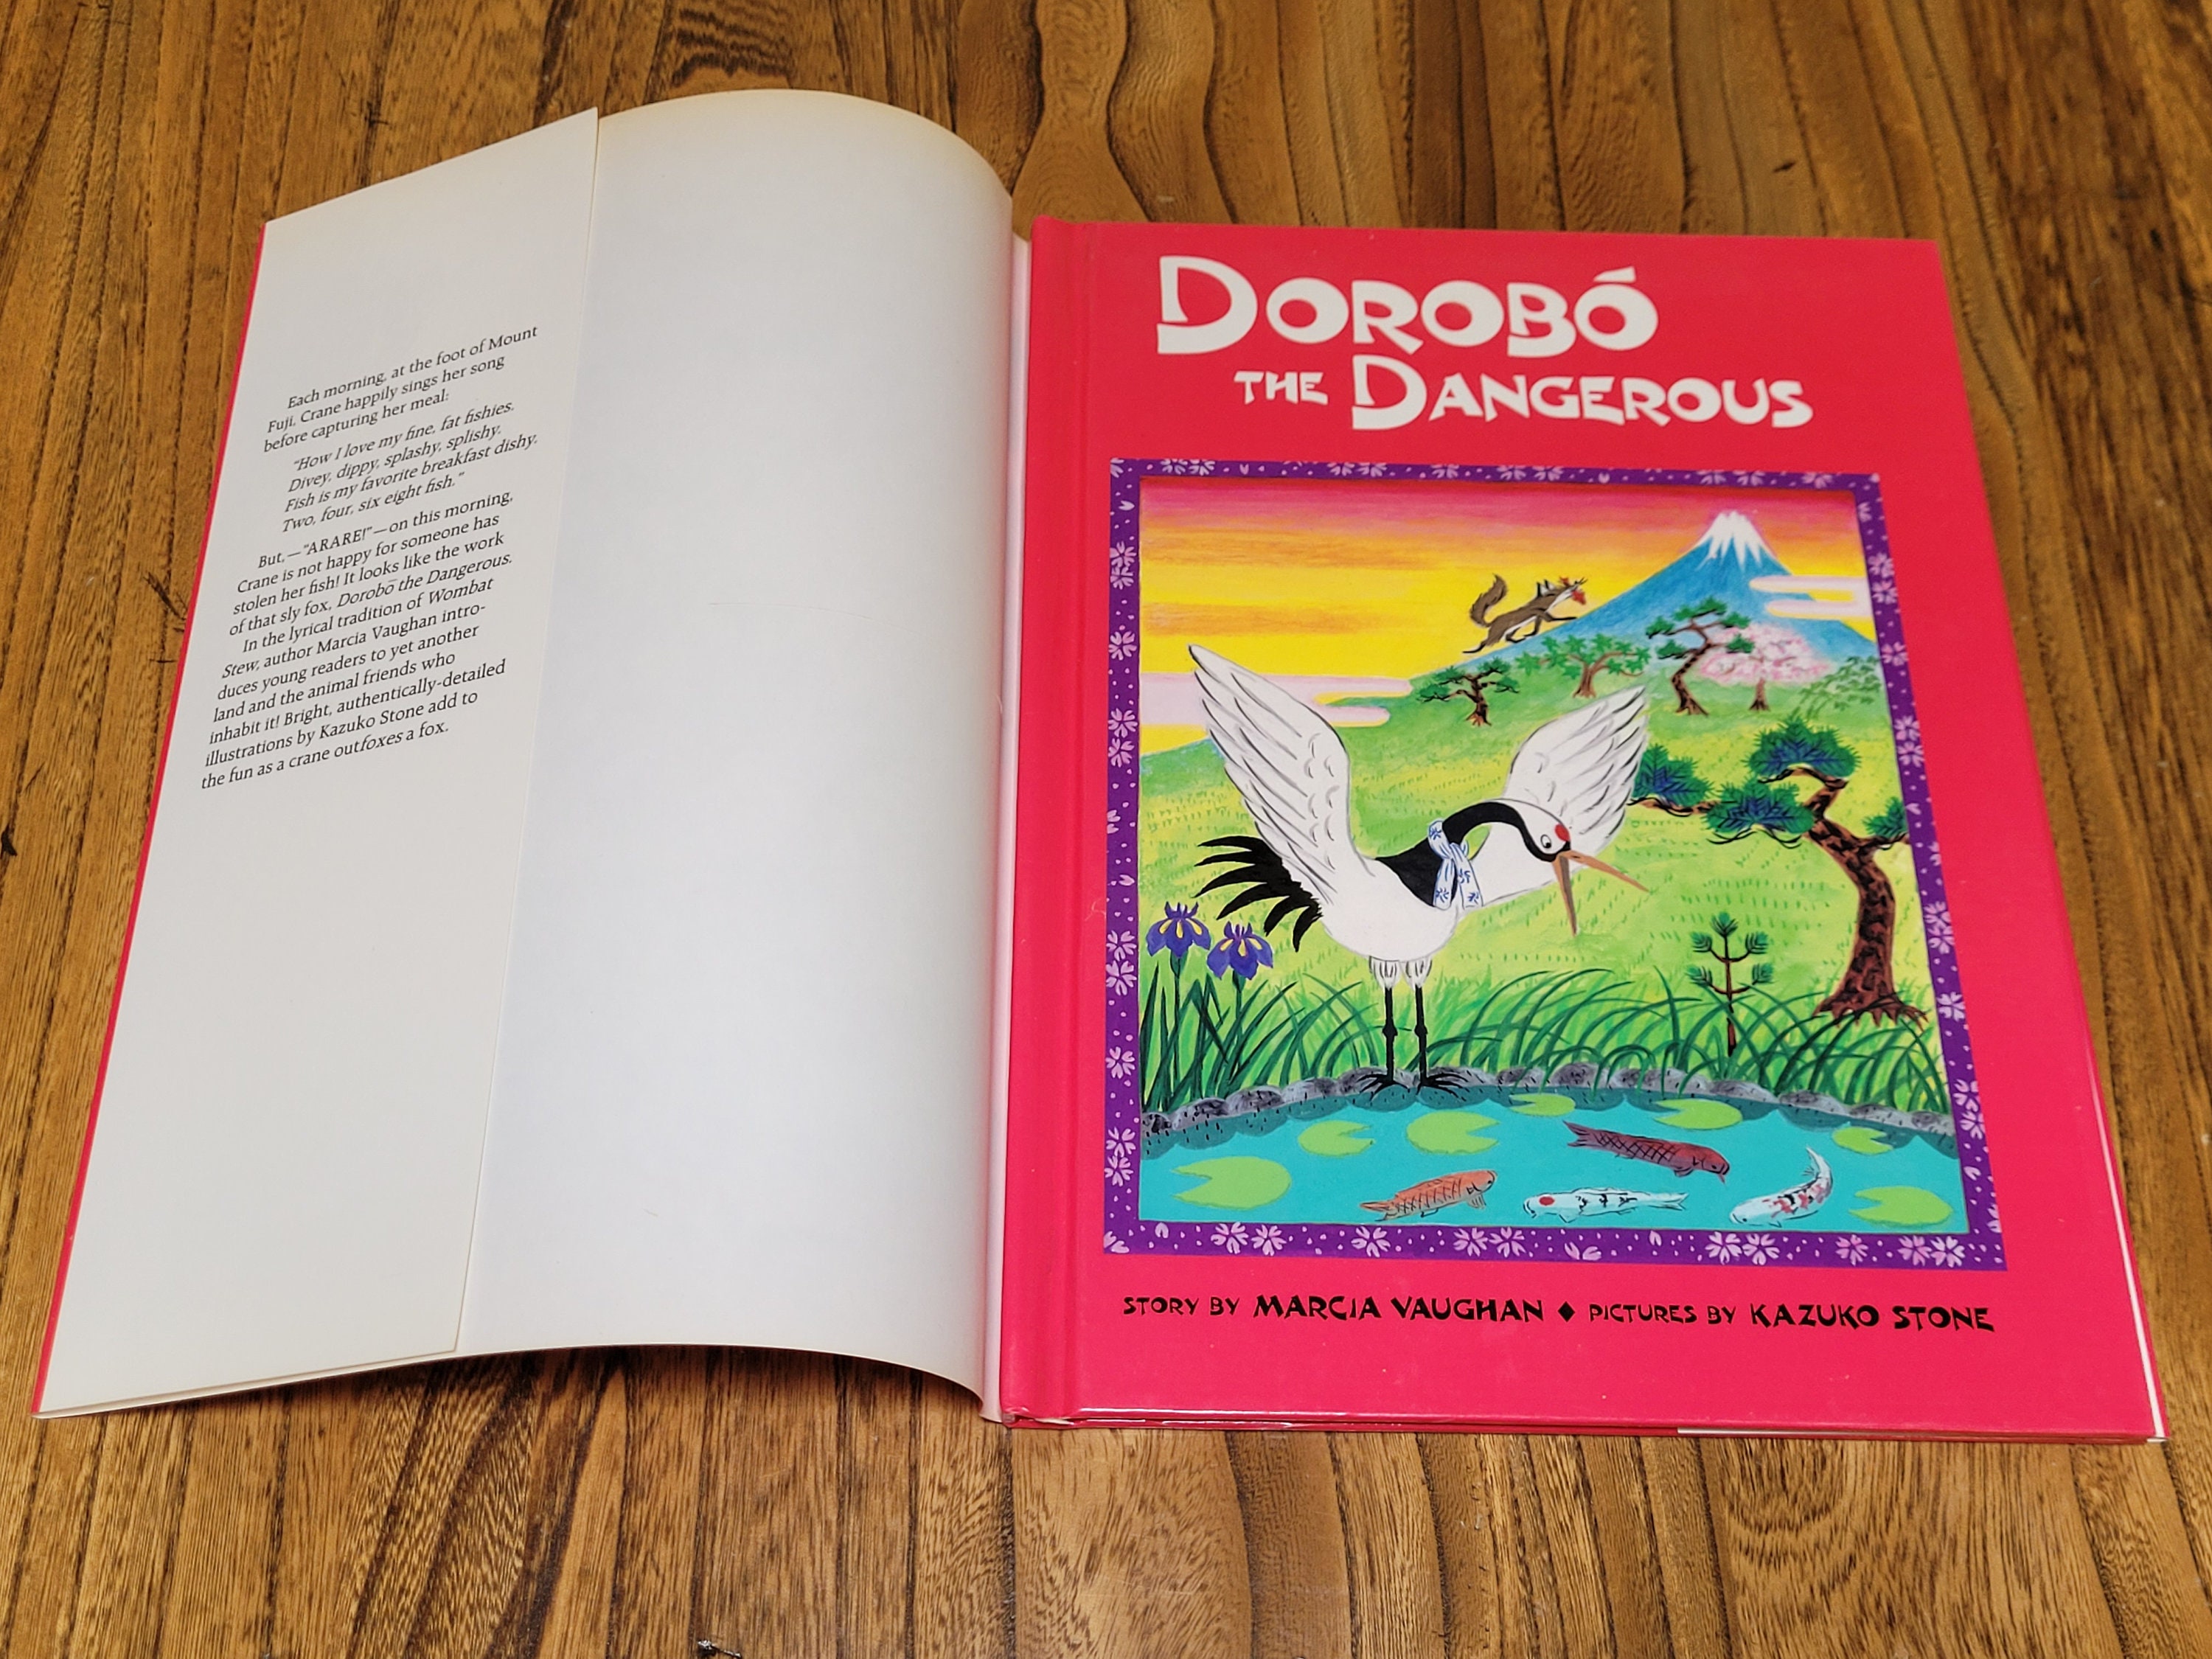 Each morning, at the foot of Mount
Fuji, Crane happily sings her song
before capturing her meal:
"How I love my fine, fat fishies.
Divey, dippy, splashy, splishy.
Fish is my favorite breakfast dishy.
Two, four, six eight fish."
But,—"ARARE!"—on this morning,
Crane is not happy for someone has
stolen her fish! It looks like the work
of that sly fox, Dorobō the Dangerous.
In the lyrical tradition of Wombat
Stew, author Marcia Vaughan intro-
duces young readers to yet another
land and the animal friends who
inhabit it! Bright, authentically-detailed
illustrations by Kazuko Stone add to
the fun as a crane outfoxes a fox.
DOROBÓ
THE DANGEROUS
STORY BY MARCIA VAUGHAN ◆ PICTURES BY KAZUKO STONE